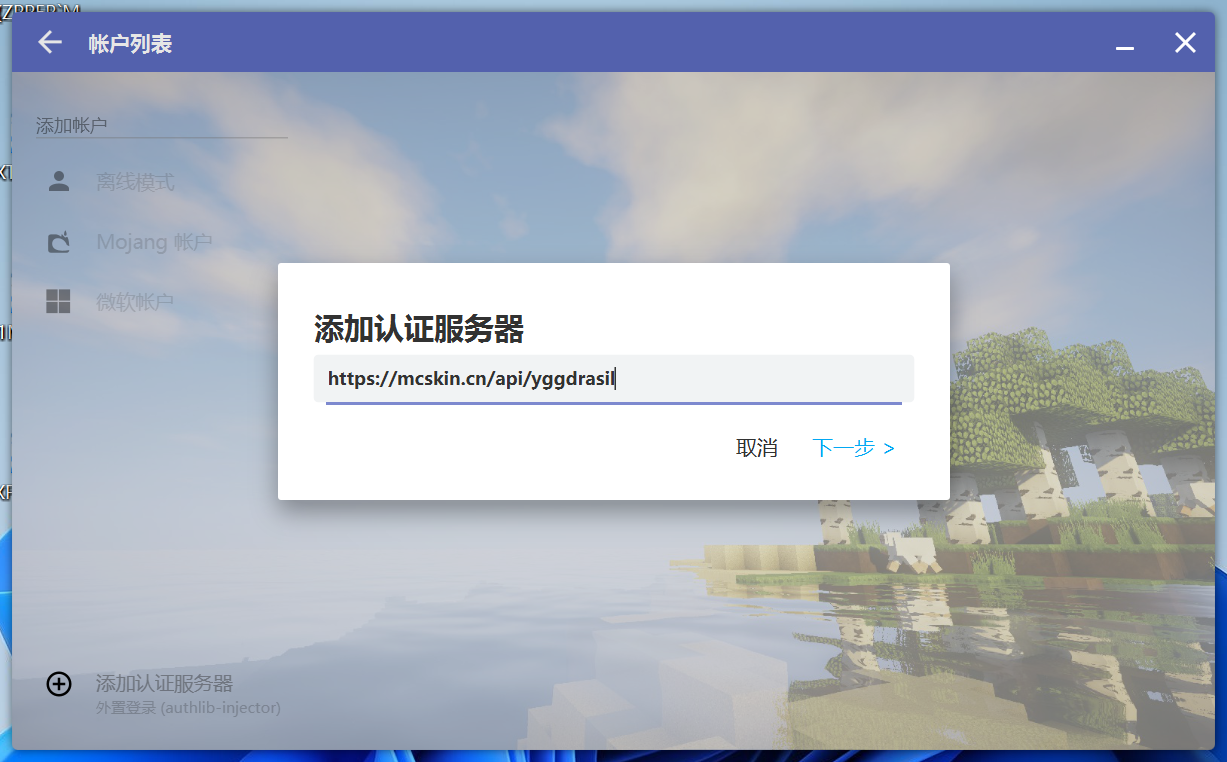 帐户列表
添加帐户
离线模式
Mojang 帐户
微软帐户
添加认证服务器
https://mcskin.cn/api/yggdrasil
取消
下一步 >
添加认证服务器
外置登录 (authlib-injector)